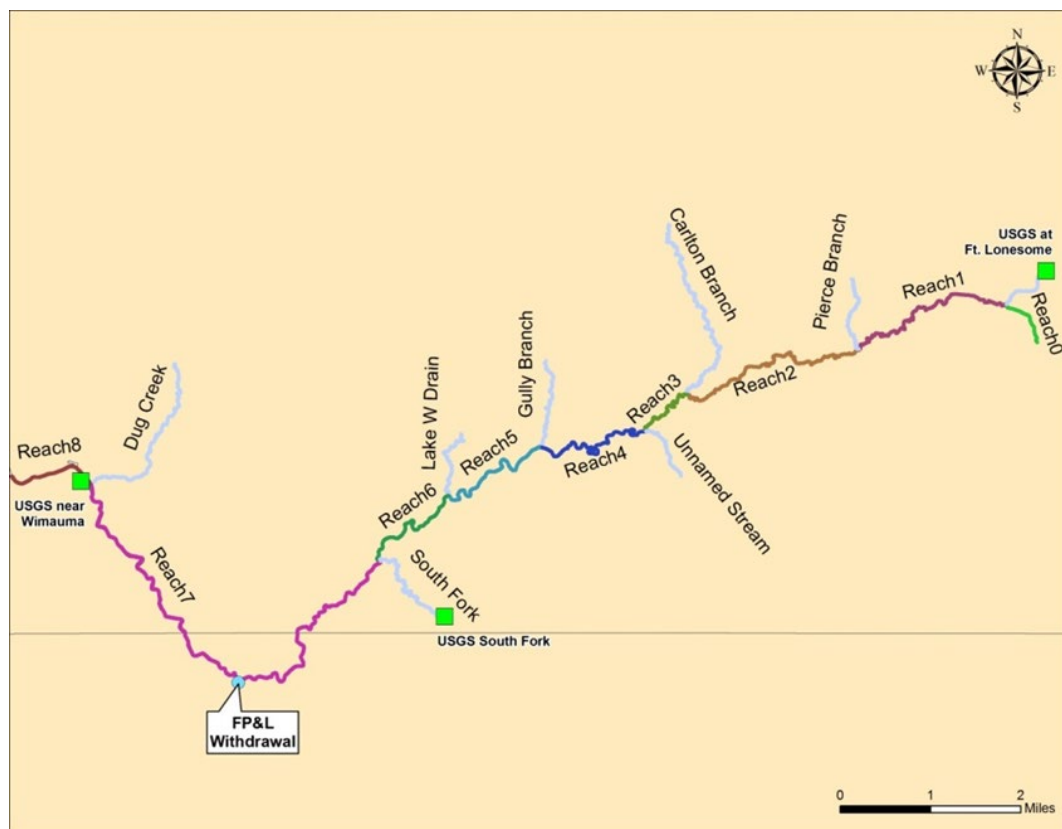 N
W E
S
USGS at
Ft. Lonesome
Carlton Branch
Pierce Branch
Reach1
Reach0
Reach2
Reach3
Gully Branch
Lake W Drain
Dug Creek
Reach5
Reach4
Unnamed Stream
Reach8
USGS near
Wimauma
Reach6
Reach7
South Fork
USGS South Fork
FP&L
Withdrawal
0 1 2
Miles